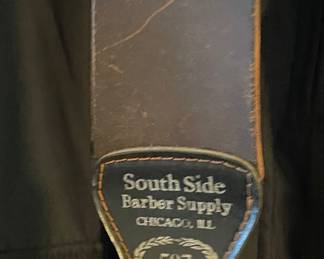 South Side
Barber Supply
CHICAGO, ILL